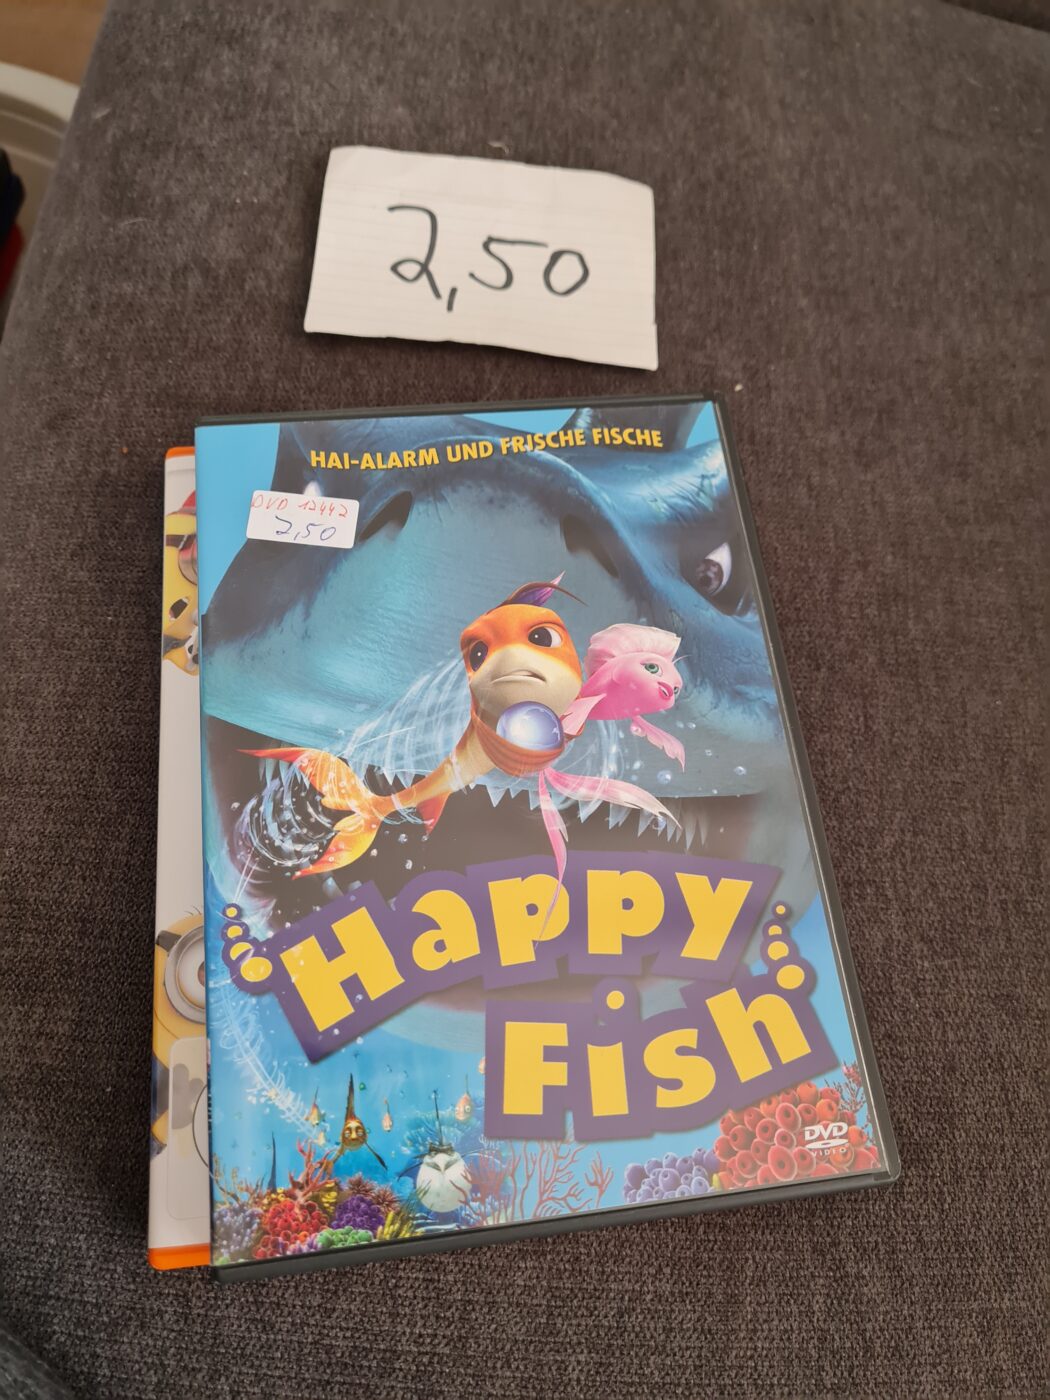 2,50
HAI-ALARM UND FRISCHE FISCHE
DVD 12442
2,50
Happy
Fish
DVD
VIDEO